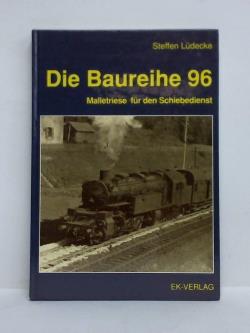 Steffen Lüdecke
Die Baureihe 96
Malletriese für den Schiebedienst
EK-VERLAG